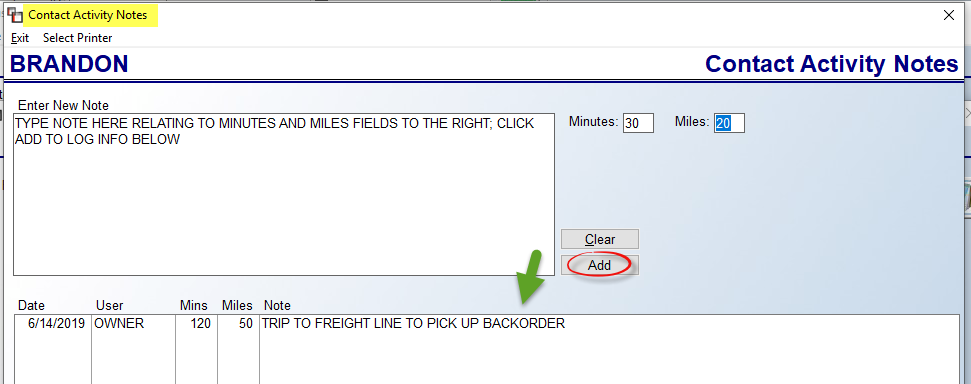 Contact Activity Notes
Exit Select Printer
BRANDON Contact Activity Notes
Enter New Note
TYPE NOTE HERE RELATING TO MINUTES AND MILES FIELDS TO THE RIGHT; CLICK
ADD TO LOG INFO BELOW
Minutes: 30 Miles: 20
Clear
Add
Date User Mins Miles Note
6/14/2019 OWNER 120 50 TRIP TO FREIGHT LINE TO PICK UP BACKORDER